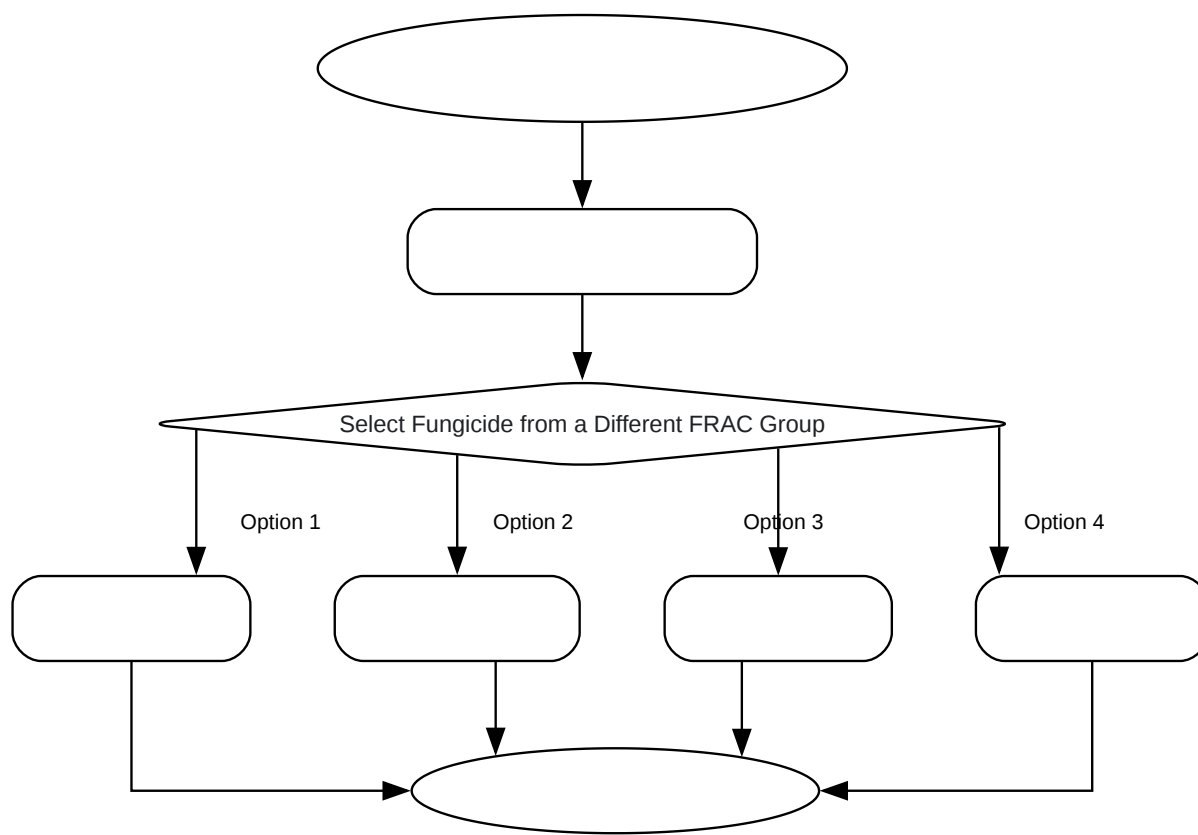 Select Fungicide from a Different FRAC Group
Option 1
Option 2
Option 3
Option 4